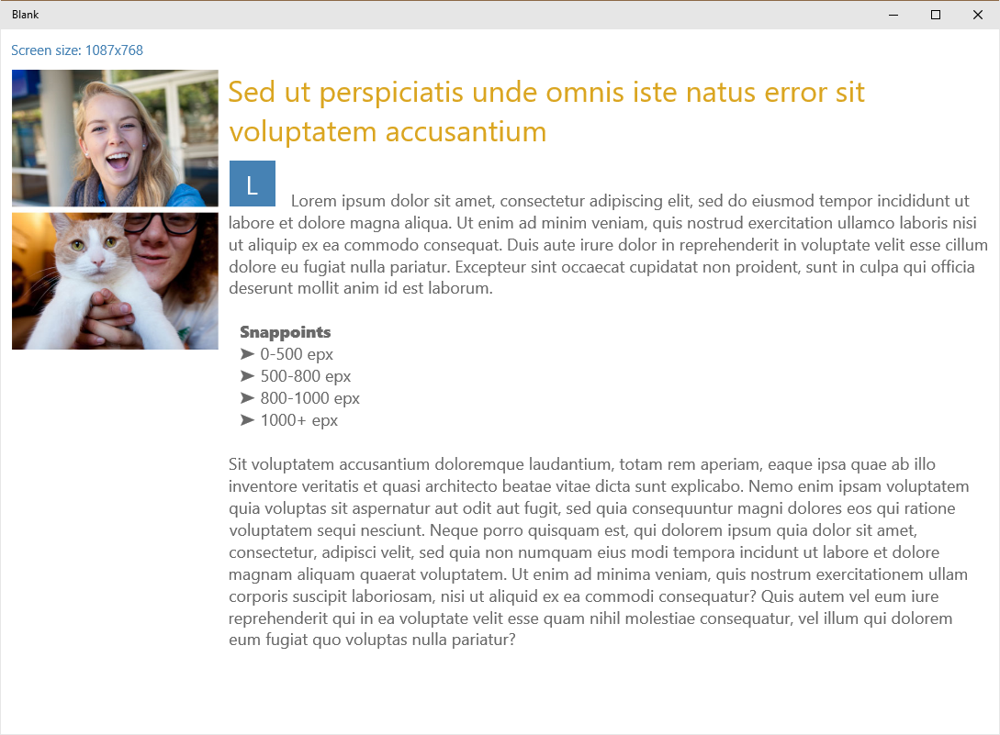 Blank
Screen size: 1087x768
Sed ut perspiciatis unde omnis iste natus error sit
voluptatem accusantium
L
Lorem ipsum dolor sit amet, consectetur adipiscing elit, sed do eiusmod tempor incididunt ut
labore et dolore magna aliqua. Ut enim ad minim veniam, quis nostrud exercitation ullamco laboris nisi
ut aliquip ex ea commodo consequat. Duis aute irure dolor in reprehenderit in voluptate velit esse cillum
dolore eu fugiat nulla pariatur. Excepteur sint occaecat cupidatat non proident, sunt in culpa qui officia
deserunt mollit anim id est laborum.
Snappoints
➤ 0-500 epx
➤ 500-800 epx
➤ 800-1000 epx
➤ 1000+ epx
Sit voluptatem accusantium doloremque laudantium, totam rem aperiam, eaque ipsa quae ab illo
inventore veritatis et quasi architecto beatae vitae dicta sunt explicabo. Nemo enim ipsam voluptatem
quia voluptas sit aspernatur aut odit aut fugit, sed quia consequuntur magni dolores eos qui ratione
voluptatem sequi nesciunt. Neque porro quisquam est, qui dolorem ipsum quia dolor sit amet,
consectetur, adipisci velit, sed quia non numquam eius modi tempora incidunt ut labore et dolore
magnam aliquam quaerat voluptatem. Ut enim ad minima veniam, quis nostrum exercitationem ullam
corporis suscipit laboriosam, nisi ut aliquid ex ea commodi consequatur? Quis autem vel eum iure
reprehenderit qui in ea voluptate velit esse quam nihil molestiae consequatur, vel illum qui dolorem
eum fugiat quo voluptas nulla pariatur?